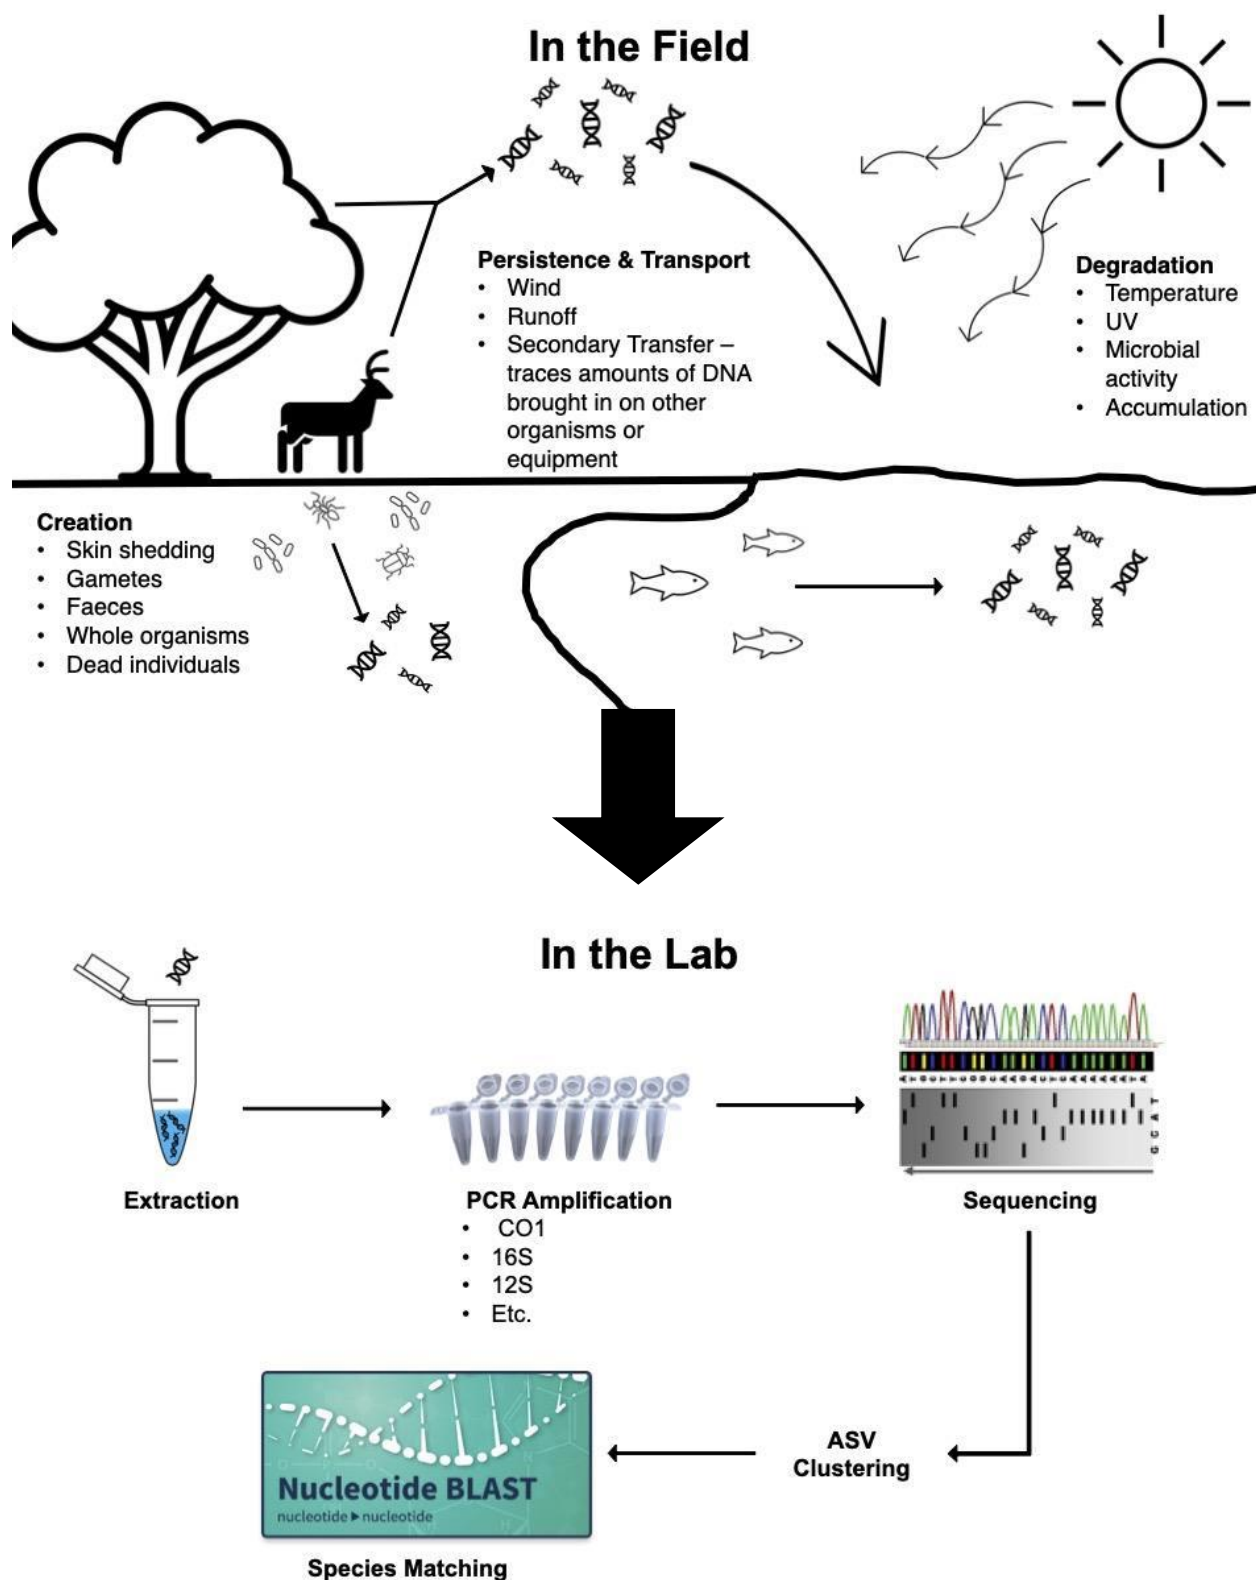 In the Field
Persistence & Transport
• Wind
• Runoff
• Secondary Transfer –
traces amounts of DNA
brought in on other
organisms or
equipment
Degradation
• Temperature
• UV
• Microbial
activity
• Accumulation
Creation
• Skin shedding
• Gametes
• Faeces
• Whole organisms
• Dead individuals
In the Lab
Extraction
PCR Amplification
• CO1
• 16S
• 12S
• Etc.
A T G C T T C G G C A A G A C T C A A A A A A T A
T
A
C
G
Sequencing
ASV
Clustering
Nucleotide BLAST
nucleotide ▶ nucleotide
Species Matching